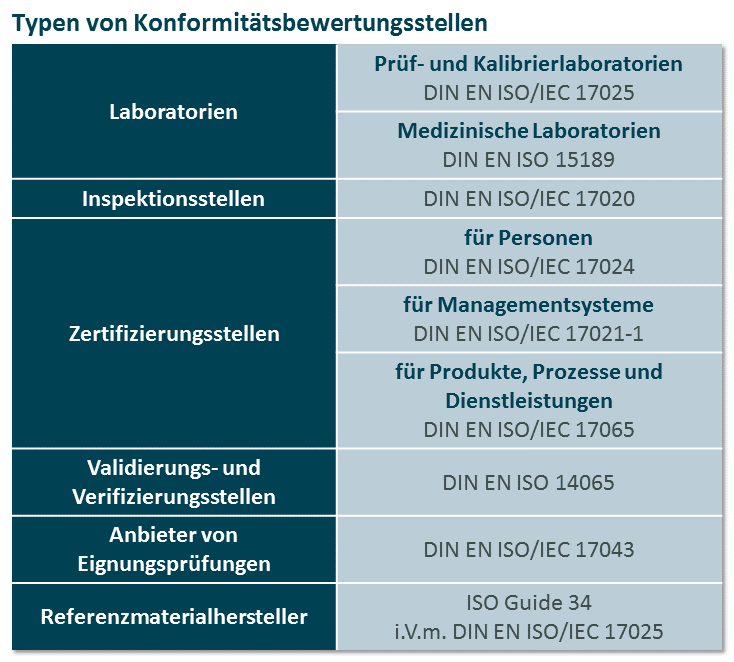 Typen von Konformitätsbewertungsstellen
Laboratorien
Prüf- und Kalibrierlaboratorien
DIN EN ISO/IEC 17025
Medizinische Laboratorien
DIN EN ISO 15189
Inspektionsstellen
DIN EN ISO/IEC 17020
Zertifizierungsstellen
für Personen
DIN EN ISO/IEC 17024
für Managementsysteme
DIN EN ISO/IEC 17021-1
für Produkte, Prozesse und
Dienstleistungen
DIN EN ISO/IEC 17065
Validierungs- und
Verifizierungsstellen
DIN EN ISO 14065
Anbieter von
Eignungsprüfungen
DIN EN ISO/IEC 17043
Referenzmaterialhersteller
ISO Guide 34
i.V.m. DIN EN ISO/IEC 17025